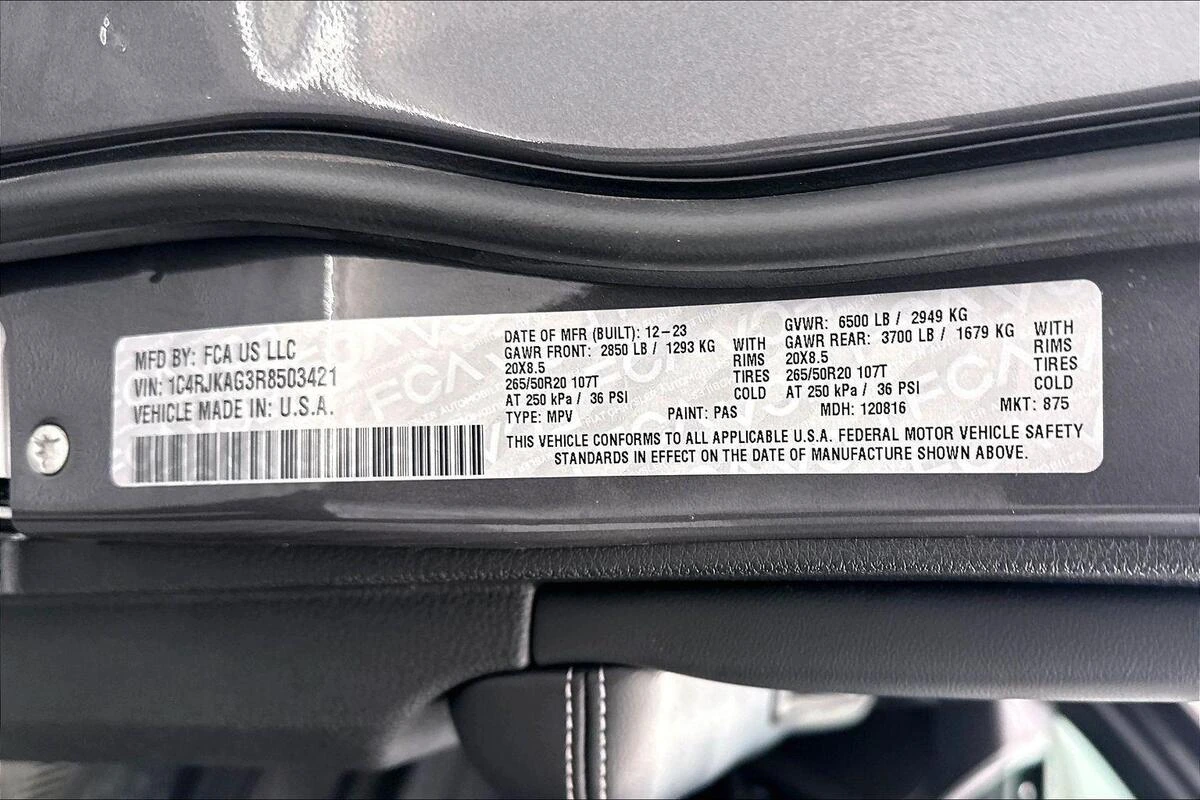 MFD BY: FCA US LLC
VIN: 1C4RJKAG3R8503421
VEHICLE MADE IN: U.S.A.
DATE OF MFR (BUILT): 12-23
GAWR FRONT: 2850 LB / 1293 KG WITH
20X8.5 RIMS
265/50R20 107T TIRES
AT 250 kPa / 36 PSI COLD
TYPE: MPV PAINT: PAS
GVWR: 6500 LB / 2949 KG
GAWR REAR: 3700 LB / 1679 KG WITH
20X8.5 RIMS
265/50R20 107T TIRES
AT 250 kPa / 36 PSI COLD
MDH: 120816 MKT: 875
THIS VEHICLE CONFORMS TO ALL APPLICABLE U.S.A. FEDERAL MOTOR VEHICLE SAFETY
STANDARDS IN EFFECT ON THE DATE OF MANUFACTURE SHOWN ABOVE.